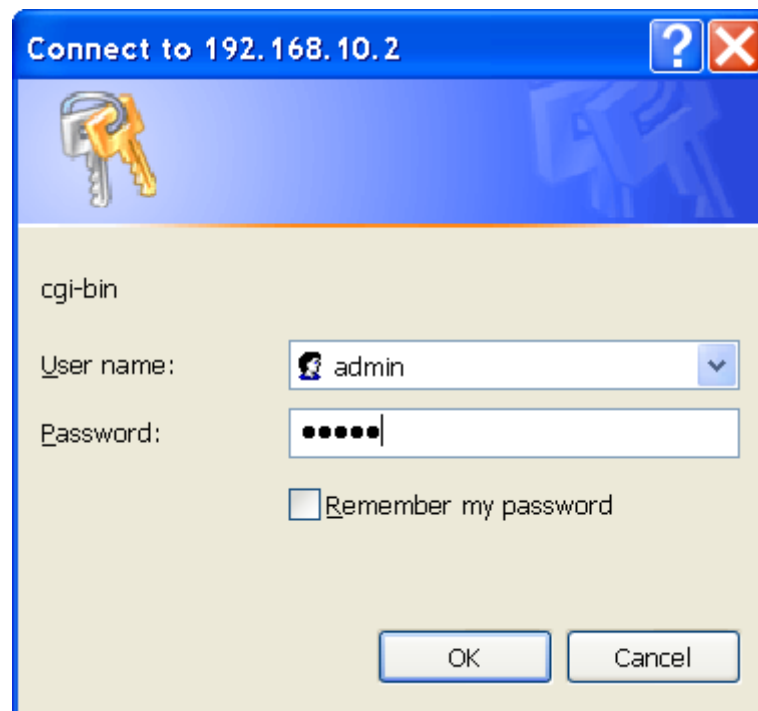 Connect to 192.168.10.2
cgi-bin
User name: admin
Password: •••••
Remember my password
OK Cancel